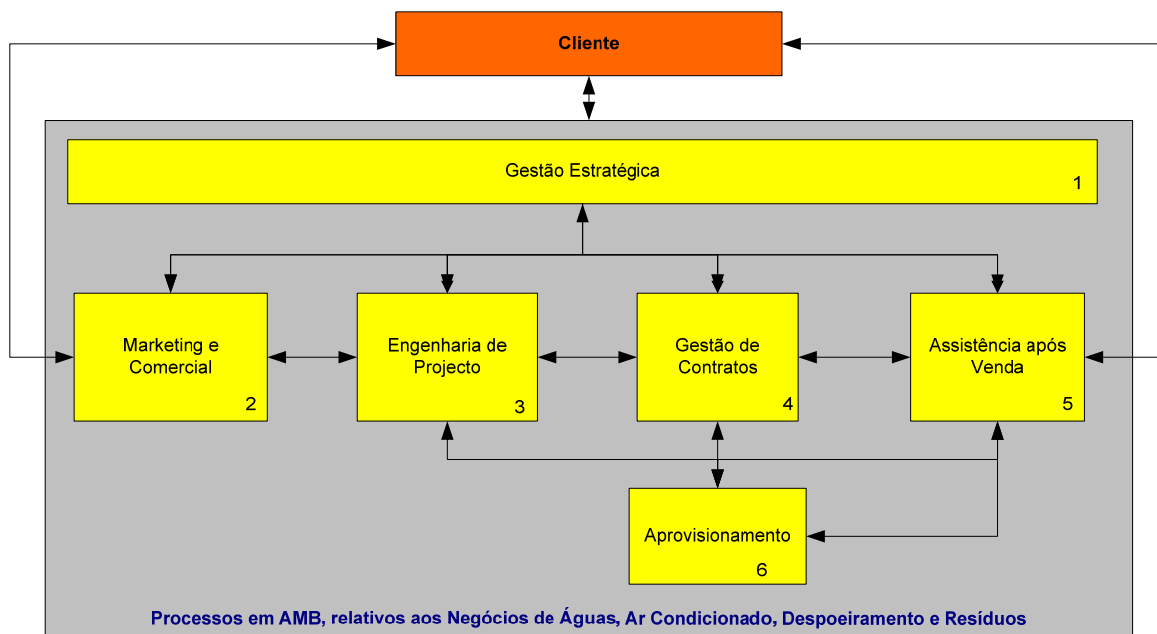 Cliente
Gestão Estratégica
1
Marketing e
Comercial
2
Engenharia de
Projecto
3
Gestão de
Contratos
4
Assistência após
Venda
5
Aprovisionamento
6
Processos em AMB, relativos aos Negócios de Águas, Ar Condicionado, Despoeiramento e Resíduos